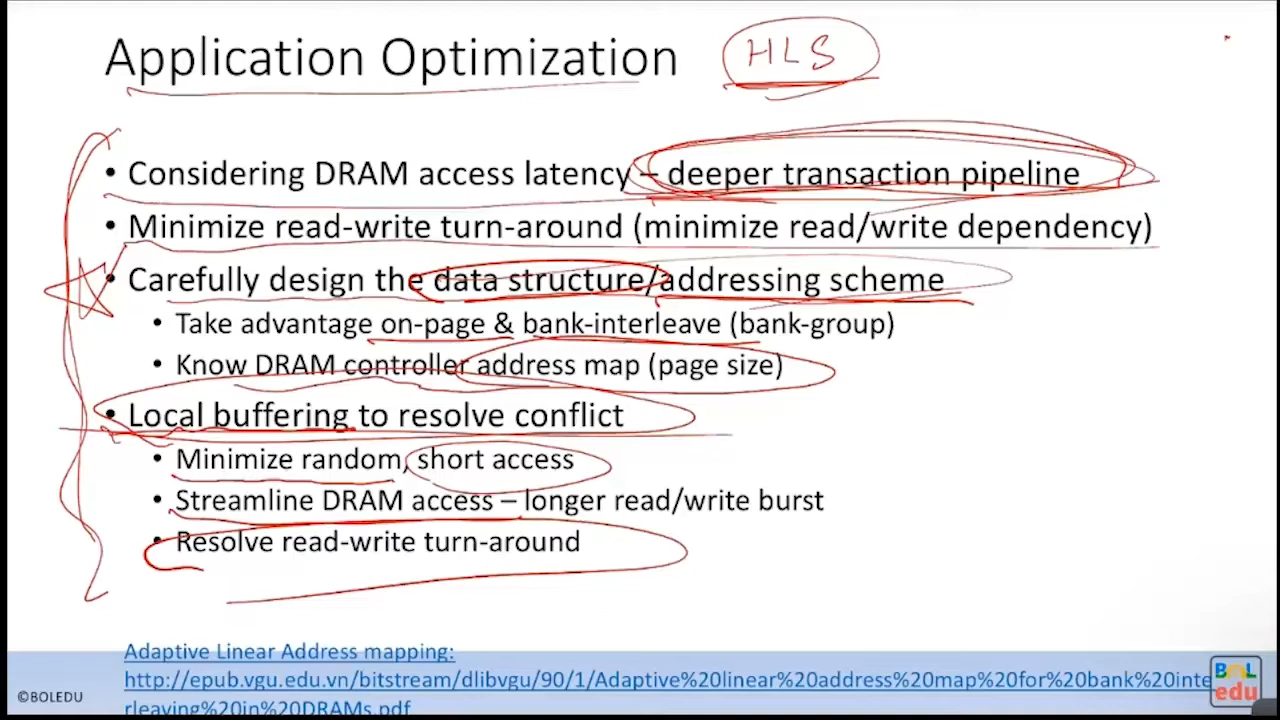 Application Optimization HLS
• Considering DRAM access latency – deeper transaction pipeline
• Minimize read-write turn-around (minimize read/write dependency)
• Carefully design the data structure/addressing scheme
• Take advantage on-page & bank-interleave (bank-group)
• Know DRAM controller address map (page size)
• Local buffering to resolve conflict
• Minimize random, short access
• Streamline DRAM access – longer read/write burst
• Resolve read-write turn-around
Adaptive Linear Address mapping:
http://epub.vgu.edu.vn/bitstream/dlibvgu/90/1/Adaptive%20linear%20address%20map%20for%20bank%20inte
rleaving%20in%20DRAMs.pdf
©BOLEDU
BOL
edu